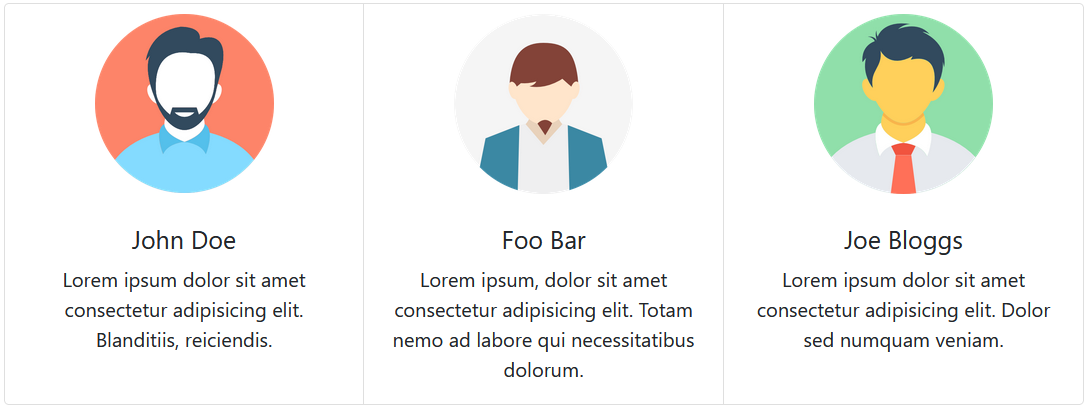 John Doe
Lorem ipsum dolor sit amet
consectetur adipisicing elit.
Blanditiis, reiciendis.
Foo Bar
Lorem ipsum, dolor sit amet
consectetur adipisicing elit. Totam
nemo ad labore qui necessitatibus
dolorum.
Joe Bloggs
Lorem ipsum dolor sit amet
consectetur adipisicing elit. Dolor
sed numquam veniam.